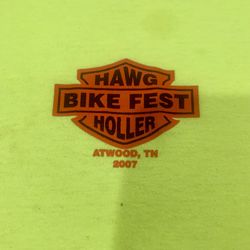 HAWG
BIKE FEST
HOLLER
ATWOOD, TN
2007